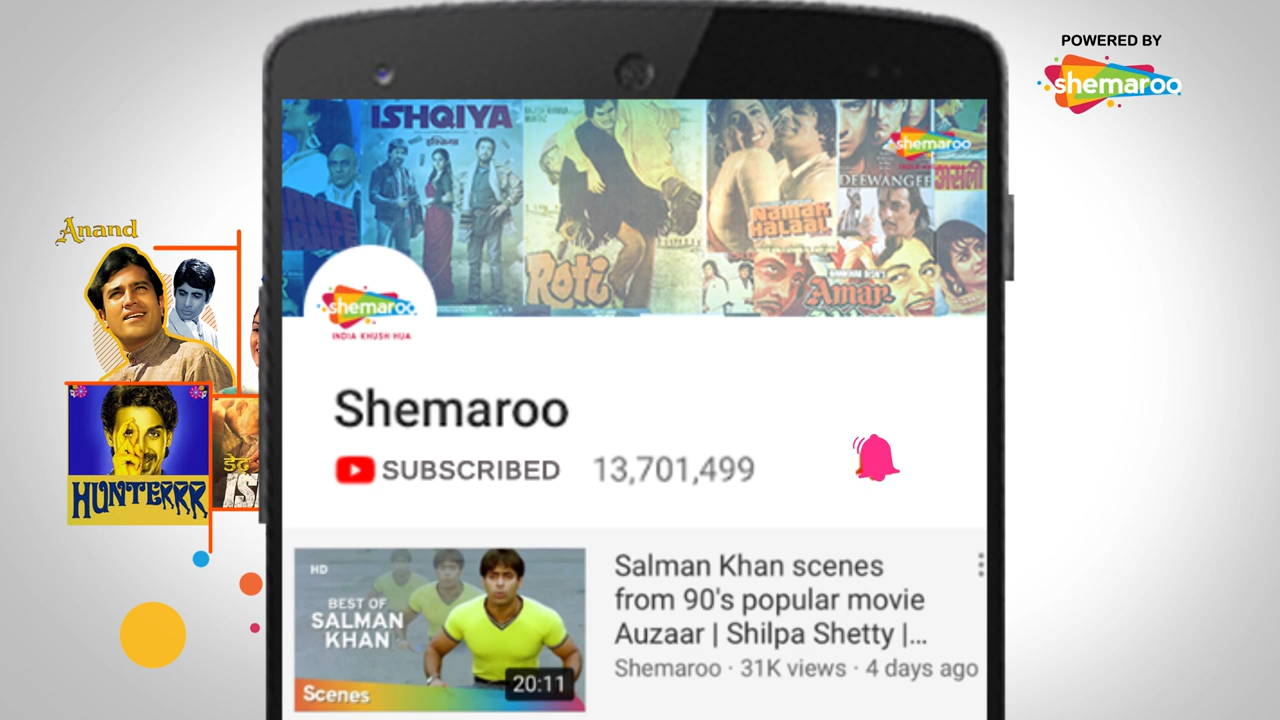 POWERED BY
shemaroo
ISHQIYA
इश्किया
shemaroo
DEEWANGEE
असली
NAMAK
HALAAL
Roti
Amar
Anand
shemaroo
INDIA KHUSH HUA
Shemaroo
SUBSCRIBED 13,701,499
HUNTERRR
डेढ़
HD
BEST OF
SALMAN
KHAN
20:11
Scenes
Salman Khan scenes
from 90's popular movie
Auzaar | Shilpa Shetty |...
Shemaroo · 31K views · 4 days ago